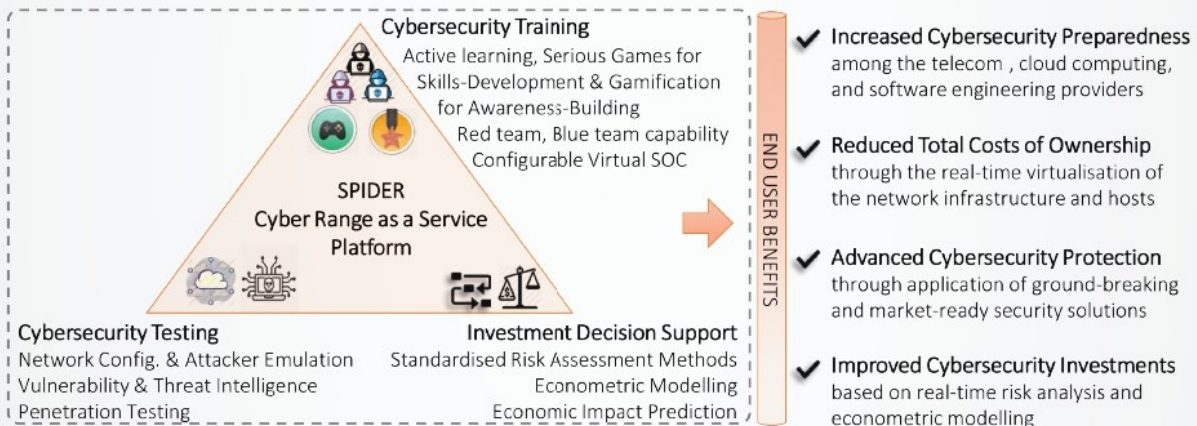 Cybersecurity Training
Active learning, Serious Games for
Skills-Development & Gamification
for Awareness-Building
Red team, Blue team capability
Configurable Virtual SOC
SPIDER
Cyber Range as a Service
Platform
Cybersecurity Testing
Network Config. & Attacker Emulation
Vulnerability & Threat Intelligence
Penetration Testing
Investment Decision Support
Standardised Risk Assessment Methods
Econometric Modelling
Economic Impact Prediction
END USER BENEFITS
Increased Cybersecurity Preparedness
among the telecom , cloud computing,
and software engineering providers
Reduced Total Costs of Ownership
through the real-time virtualisation of
the network infrastructure and hosts
Advanced Cybersecurity Protection
through application of ground-breaking
and market-ready security solutions
Improved Cybersecurity Investments
based on real-time risk analysis and
econometric modelling